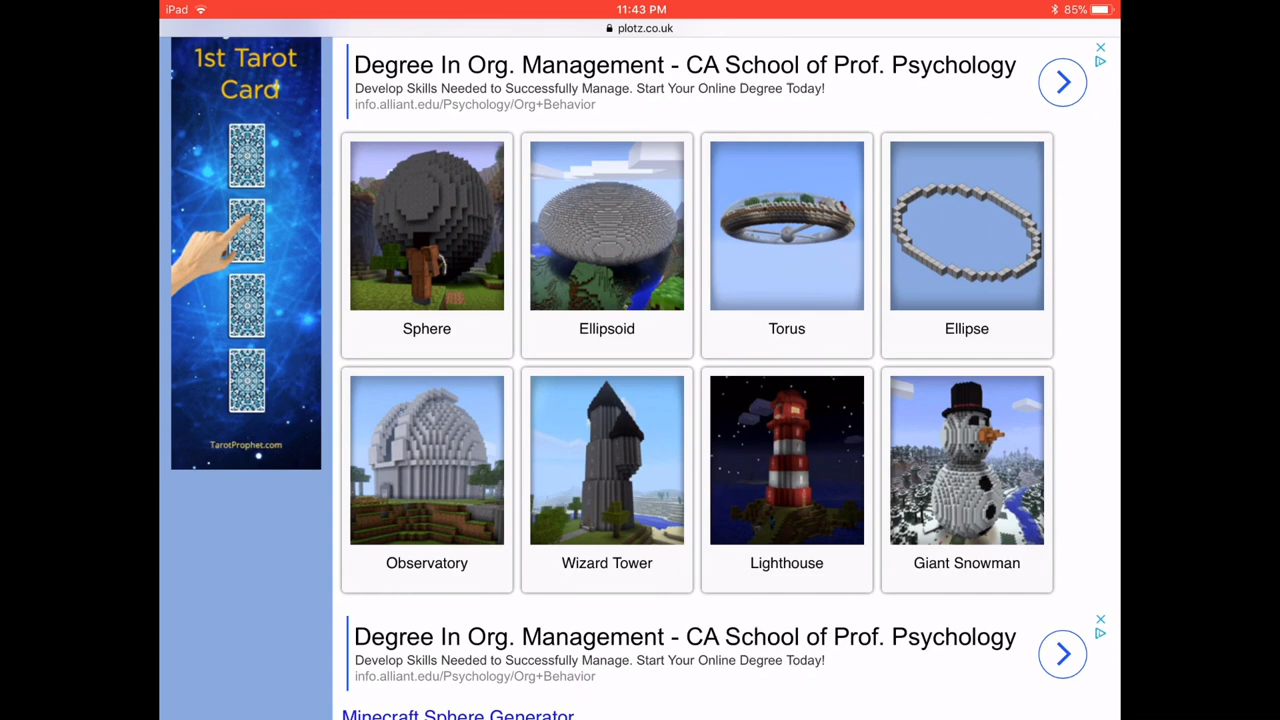 iPad
11:43 PM
85%
plotz.co.uk
1st Tarot
Card
TarotProphet.com
Degree In Org. Management - CA School of Prof. Psychology
Develop Skills Needed to Successfully Manage. Start Your Online Degree Today!
info.alliant.edu/Psychology/Org+Behavior
Sphere
Ellipsoid
Torus
Ellipse
Observatory
Wizard Tower
Lighthouse
Giant Snowman
Degree In Org. Management - CA School of Prof. Psychology
Develop Skills Needed to Successfully Manage. Start Your Online Degree Today!
info.alliant.edu/Psychology/Org+Behavior
Minecraft Sphere Generator